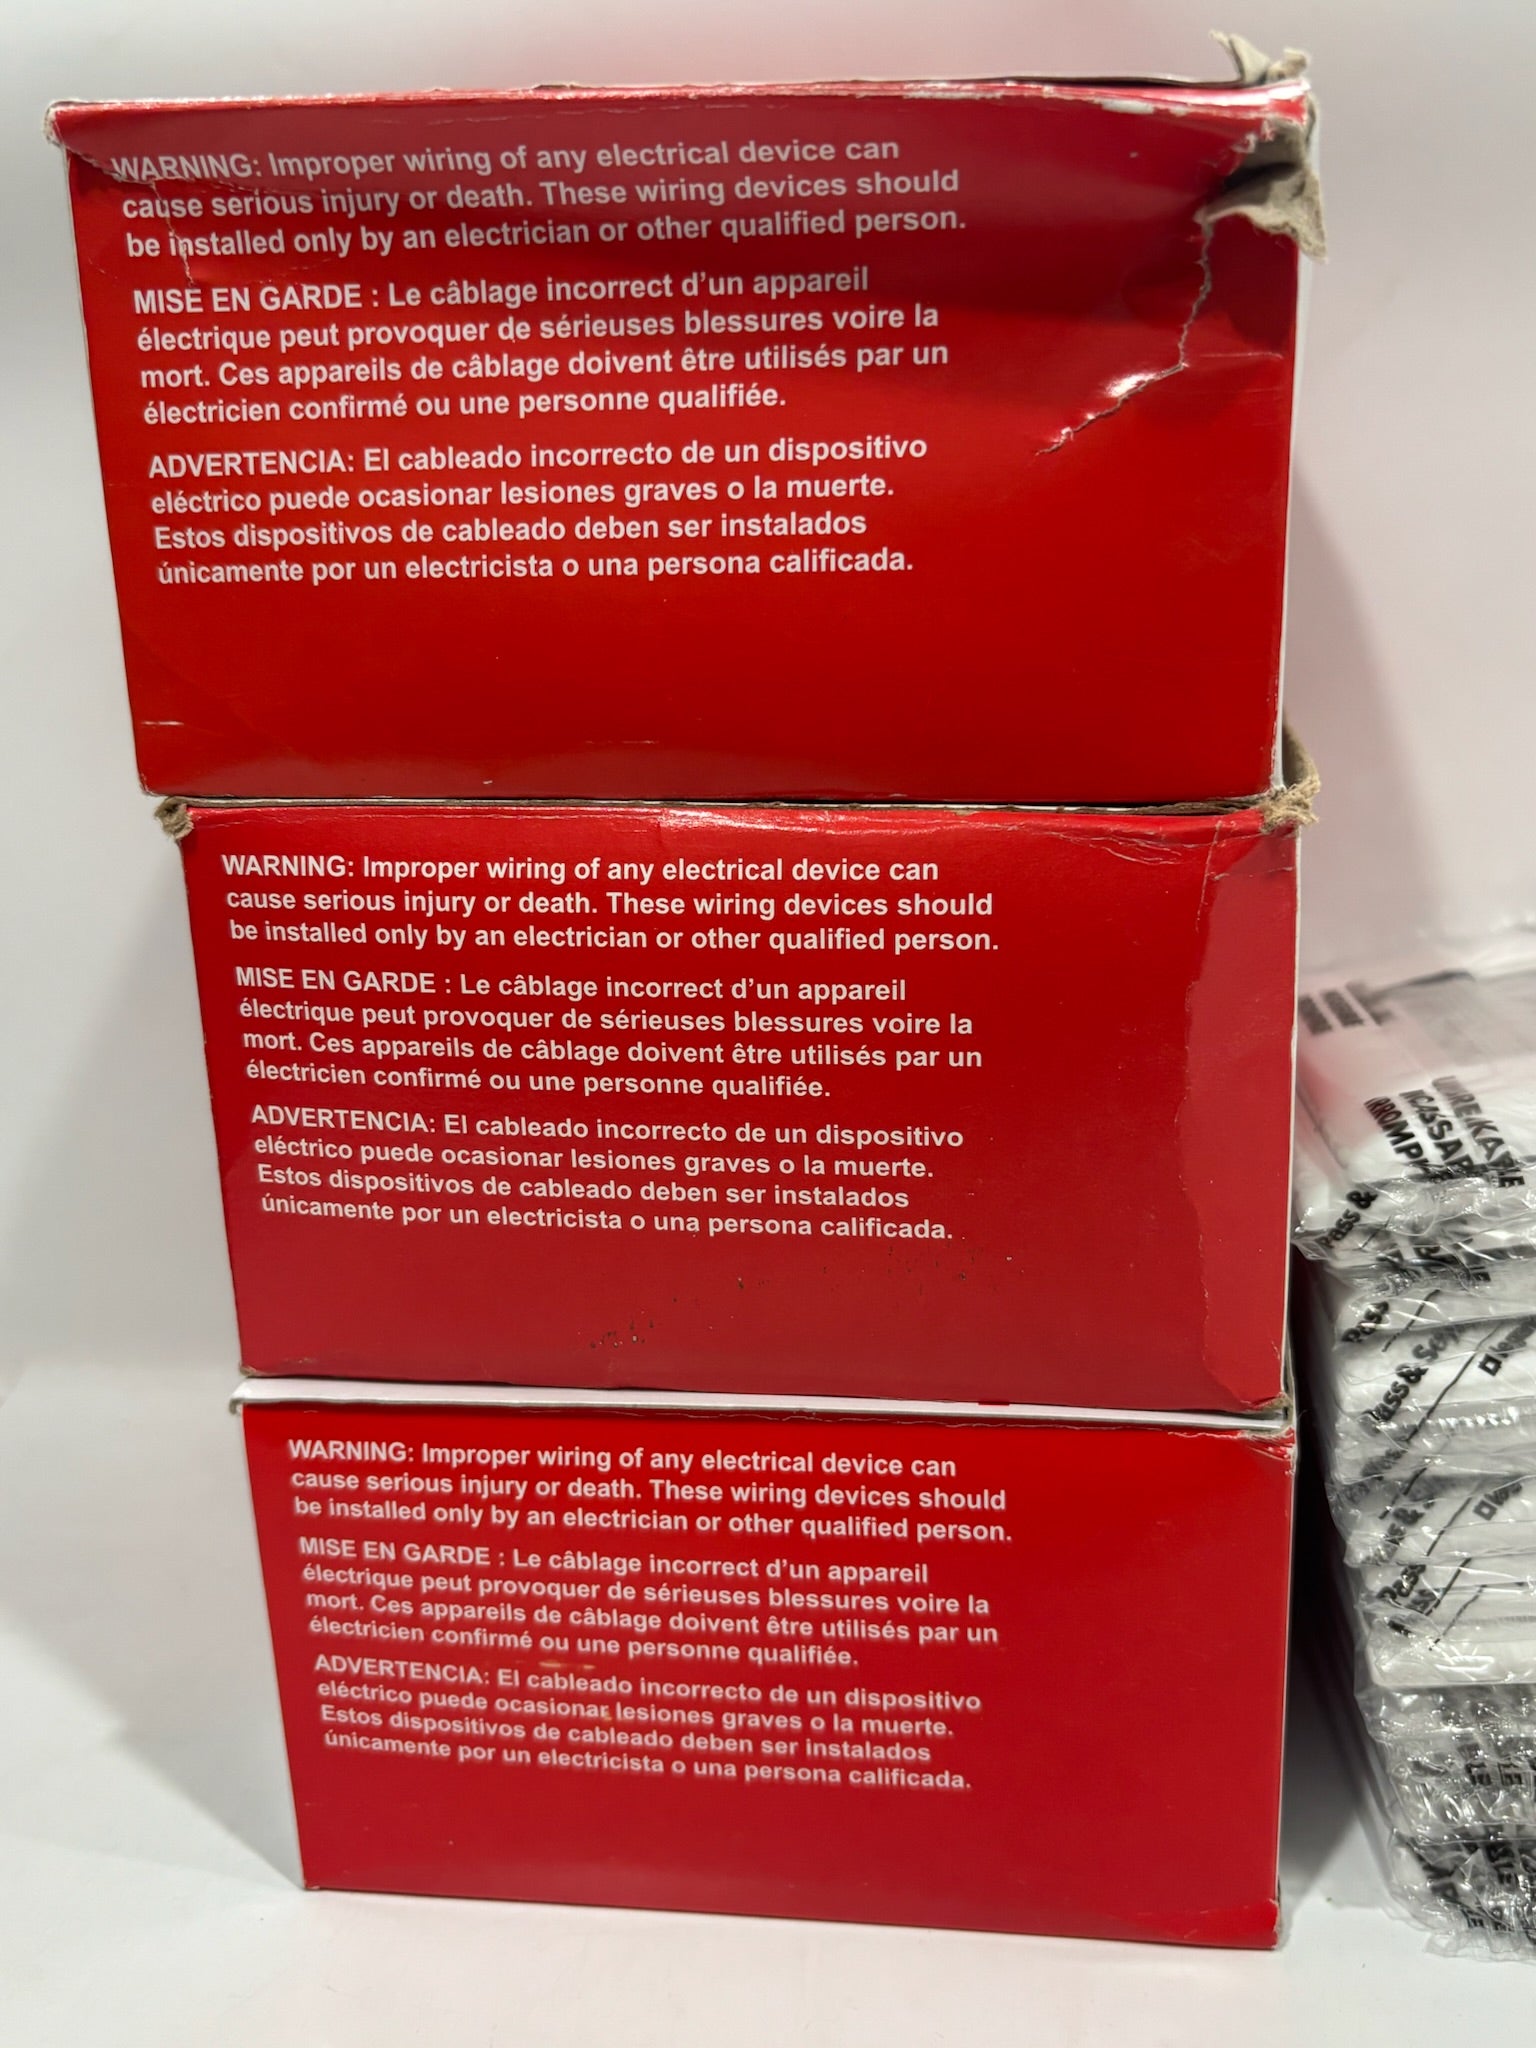 WARNING: Improper wiring of any electrical device can
cause serious injury or death. These wiring devices should
be installed only by an electrician or other qualified person.
MISE EN GARDE : Le câblage incorrect d’un appareil
électrique peut provoquer de sérieuses blessures voire la
mort. Ces appareils de câblage doivent être utilisés par un
électricien confirmé ou une personne qualifiée.
ADVERTENCIA: El cableado incorrecto de un dispositivo
eléctrico puede ocasionar lesiones graves o la muerte.
Estos dispositivos de cableado deben ser instalados
únicamente por un electricista o una persona calificada.
WARNING: Improper wiring of any electrical device can
cause serious injury or death. These wiring devices should
be installed only by an electrician or other qualified person.
MISE EN GARDE : Le câblage incorrect d’un appareil
électrique peut provoquer de sérieuses blessures voire la
mort. Ces appareils de câblage doivent être utilisés par un
électricien confirmé ou une personne qualifiée.
ADVERTENCIA: El cableado incorrecto de un dispositivo
eléctrico puede ocasionar lesiones graves o la muerte.
Estos dispositivos de cableado deben ser instalados
únicamente por un electricista o una persona calificada.
WARNING: Improper wiring of any electrical device can
cause serious injury or death. These wiring devices should
be installed only by an electrician or other qualified person.
MISE EN GARDE : Le câblage incorrect d’un appareil
électrique peut provoquer de sérieuses blessures voire la
mort. Ces appareils de câblage doivent être utilisés par un
électricien confirmé ou une personne qualifiée.
ADVERTENCIA: El cableado incorrecto de un dispositivo
eléctrico puede ocasionar lesiones graves o la muerte.
Estos dispositivos de cableado deben ser instalados
únicamente por un electricista o una persona calificada.
Pass &
Pass
Pass & Sey
Pass